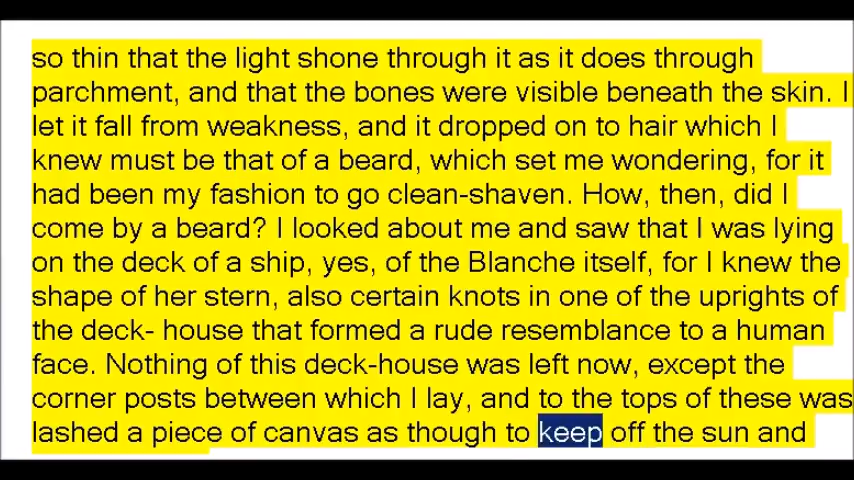 so thin that the light shone through it as it does through
parchment, and that the bones were visible beneath the skin. I
let it fall from weakness, and it dropped on to hair which I
knew must be that of a beard, which set me wondering, for it
had been my fashion to go clean-shaven. How, then, did I
come by a beard? I looked about me and saw that I was lying
on the deck of a ship, yes, of the Blanche itself, for I knew the
shape of her stern, also certain knots in one of the uprights of
the deck- house that formed a rude resemblance to a human
face. Nothing of this deck-house was left now, except the
corner posts between which I lay, and to the tops of these was
lashed a piece of canvas as though to keep off the sun and